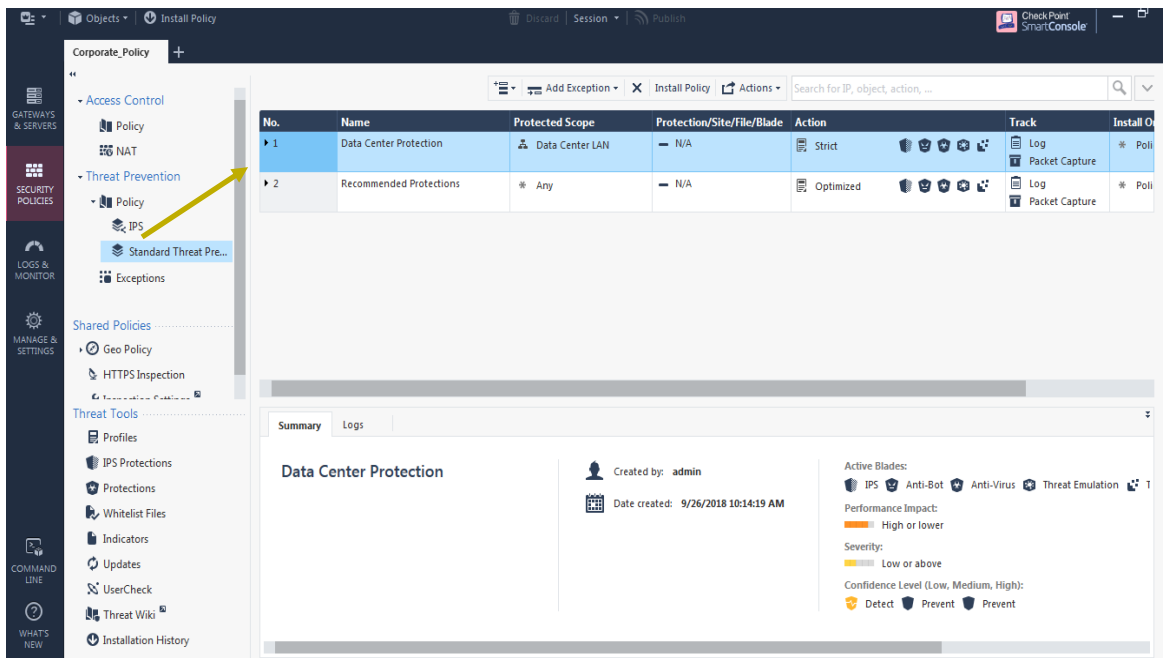 Objects
Install Policy
Discard
Session
Publish
Check Point
SmartConsole
Corporate_Policy
GATEWAYS
& SERVERS
SECURITY
POLICIES
LOGS &
MONITOR
MANAGE &
SETTINGS
COMMAND
LINE
WHAT'S
NEW
Access Control
Policy
NAT
Threat Prevention
Policy
IPS
Standard Threat Pre...
Exceptions
Shared Policies
Geo Policy
HTTPS Inspection
Threat Tools
Profiles
IPS Protections
Protections
Whitelist Files
Indicators
Updates
UserCheck
Threat Wiki
Installation History
Add Exception
Install Policy
Actions
Search for IP, object, action, ...
No. Name Protected Scope Protection/Site/File/Blade Action Track Install O
1 Data Center Protection Data Center LAN N/A Strict Log * Poli
Packet Capture
2 Recommended Protections * Any N/A Optimized Log * Poli
Packet Capture
Summary Logs
Data Center Protection
Created by: admin
Date created: 9/26/2018 10:14:19 AM
Active Blades:
IPS Anti-Bot Anti-Virus Threat Emulation T
Performance Impact:
High or lower
Severity:
Low or above
Confidence Level (Low, Medium, High):
Detect Prevent Prevent